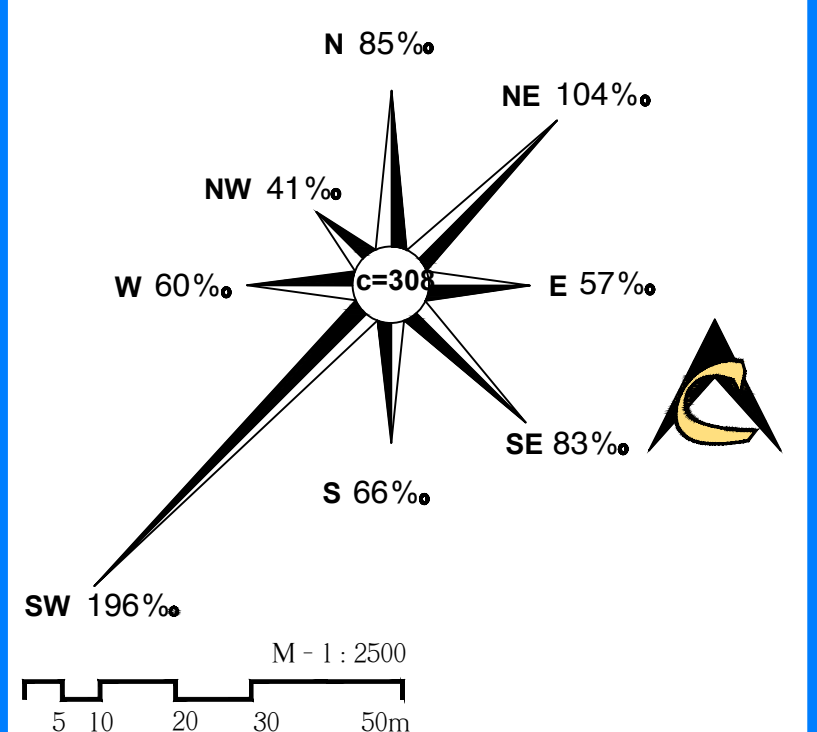 N 85‰
NE 104‰
NW 41‰
W 60‰
c=308
E 57‰
SE 83‰
S 66‰
SW 196‰
M - 1 : 2500
5 10 20 30 50m